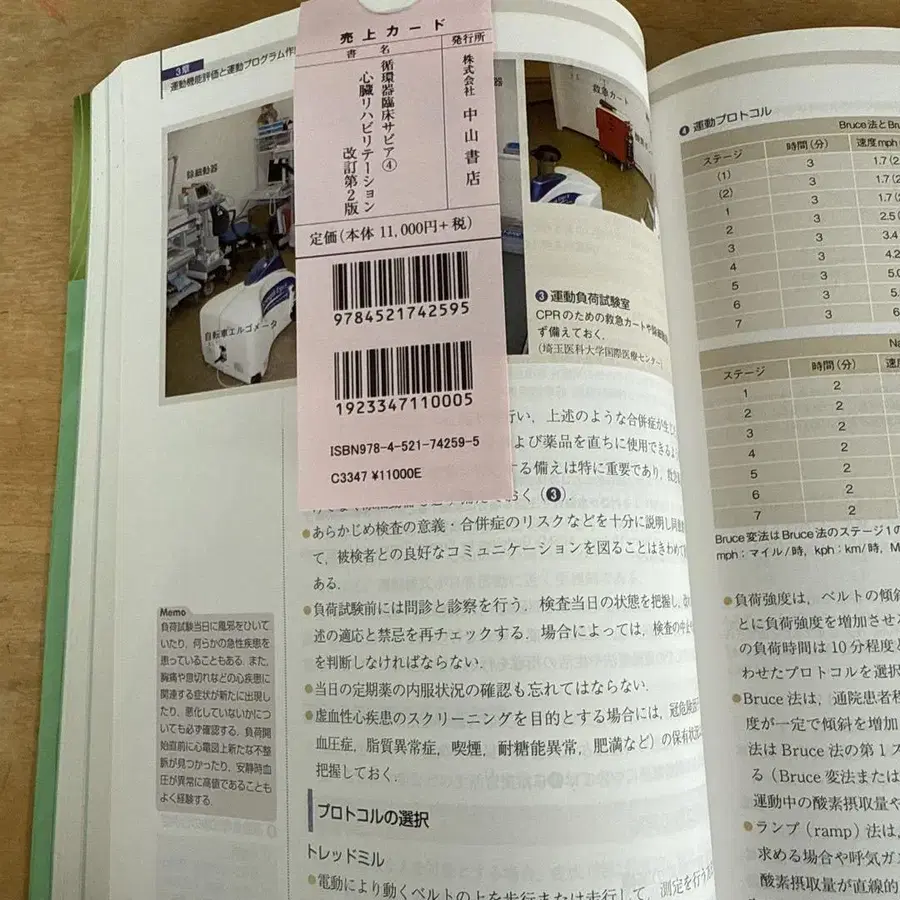 3章
運動機能評価と運動プログラム作
売上カード
書名
発行所
循環器臨床サピア④
心臓リハビリテーション
改訂第2版
株式会社 中山書店
定価(本体 11,000円+税)
9784521742595
1923347110005
ISBN978-4-521-74259-5
C3347 ¥11000E
除細動器
自転車エルゴメータ
救急カート
❸ 運動負荷試験室
CPRのための救急カートや
ず備えておく.
(埼玉医科大学国際医療センター)
行い,上述のような合併症が生
よび薬品を直ちに使用できるよ
する備えは特に重要であり,救
おく(❸).
●あらかじめ検査の意義・合併症のリスクなどを十分に説明し同意
て,被検者との良好なコミュニケーションを図ることはきわめて
ある.
●負荷試験前には問診と診察を行う.検査当日の状態を把握し,
述の適応と禁忌を再チェックする.場合によっては,検査の中止
を判断しなければならない.
●当日の定期薬の内服状況の確認も忘れてはならない.
●虚血性心疾患のスクリーニングを目的とする場合には,冠危険
血圧症,脂質異常症,喫煙,耐糖能異常,肥満など)の保有状況
把握しておく.
Memo
負荷試験当日に風邪をひいて
いたり,何らかの急性疾患を
患っていることもある.また,
胸痛や息切れなどの心疾患に
関連する症状が新たに出現し
たり,悪化していないかにつ
いても必ず確認する.負荷開
始直前に心電図上新たな不整
脈が見つかったり,安静時血
圧が異常に高値であることも
よく経験する.
プロトコルの選択
トレッドミル
●電動により動くベルトの上を歩行または走行して,測定を行う
❹ 運動プロトコル
Bruce法とBru
ステージ 時間(分) 速度mph
(1) 3 1.7(2
(2) 3 1.7(2
1 3 1.7(2
2 3 2.5(
3 3 3.4
4 3 4.2
5 3 5.0
6 3 5.
7 3 6.
Na
ステージ 時間(分) 速度
1 2
2 2
3 2
4 2
5 2
6 2
7 2
Bruce変法はBruce法のステージ1の
mph:マイル/時,kph:km/時,M
●負荷強度は,ベルトの傾斜
とに負荷強度を増加させる
の負荷時間は10分程度と
わせたプロトコルを選択
●Bruce法は,通院患者
度が一定で傾斜を増加
法はBruce法の第1ス
る(Bruce変法または
運動中の酸素摂取量や
●ランプ(ramp)法は,
求める場合や呼気ガ
酸素摂取量が直線的